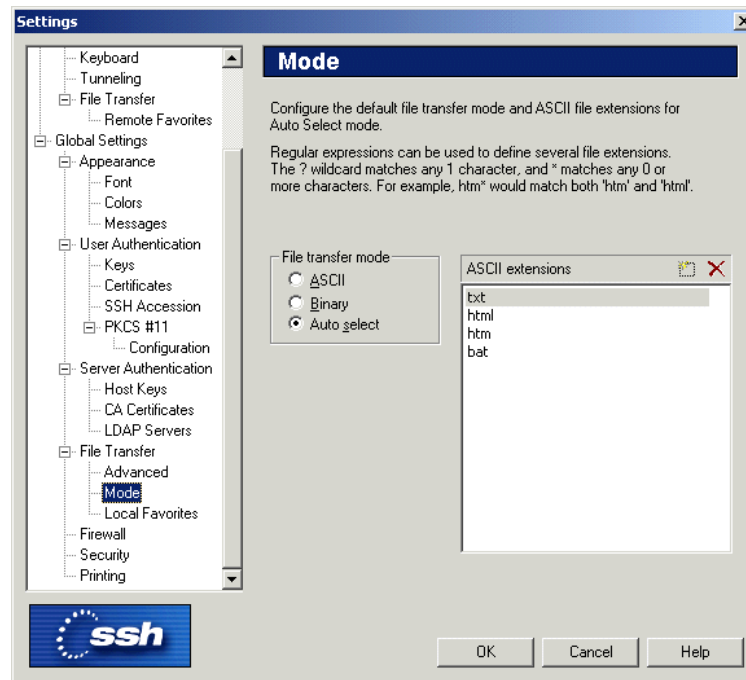 Settings
Keyboard
Tunneling
File Transfer
Remote Favorites
Global Settings
Appearance
Font
Colors
Messages
User Authentication
Keys
Certificates
SSH Accession
PKCS #11
Configuration
Server Authentication
Host Keys
CA Certificates
LDAP Servers
File Transfer
Advanced
Mode
Local Favorites
Firewall
Security
Printing
ssh
Mode
Configure the default file transfer mode and ASCII file extensions for
Auto Select mode.
Regular expressions can be used to define several file extensions.
The ? wildcard matches any 1 character, and * matches any 0 or
more characters. For example, htm* would match both 'htm' and 'html'.
File transfer mode
ASCII
Binary
Auto select
ASCII extensions
txt
html
htm
bat
OK
Cancel
Help